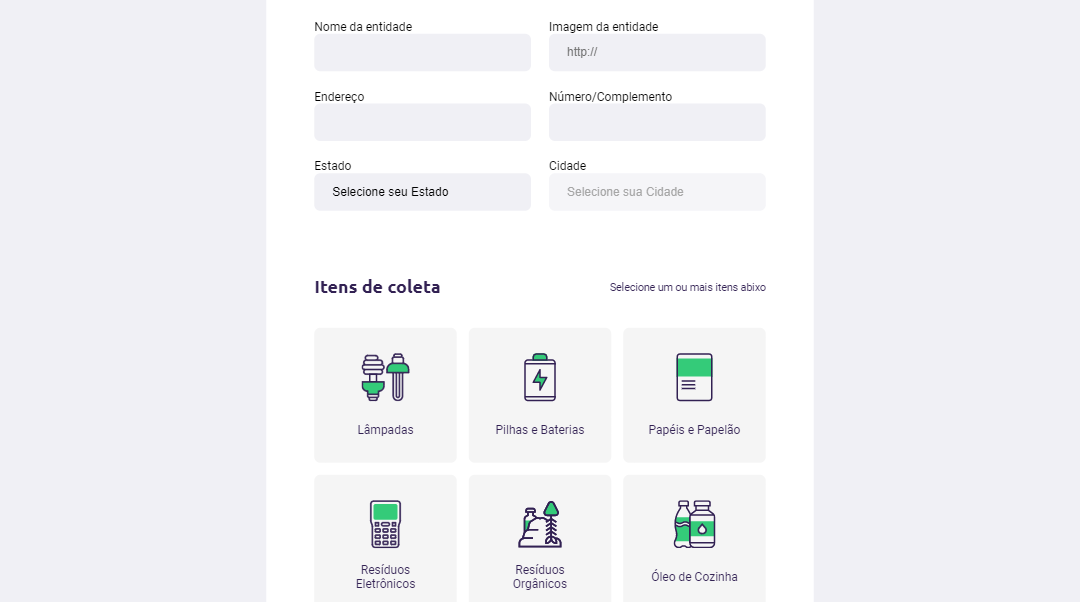 Nome da entidade
Imagem da entidade
http://
Endereço
Número/Complemento
Estado
Cidade
Selecione seu Estado
Selecione sua Cidade
Itens de coleta
Selecione um ou mais itens abixo
Lâmpadas
Pilhas e Baterias
Papéis e Papelão
Resíduos
Eletrônicos
Resíduos
Orgânicos
Óleo de Cozinha